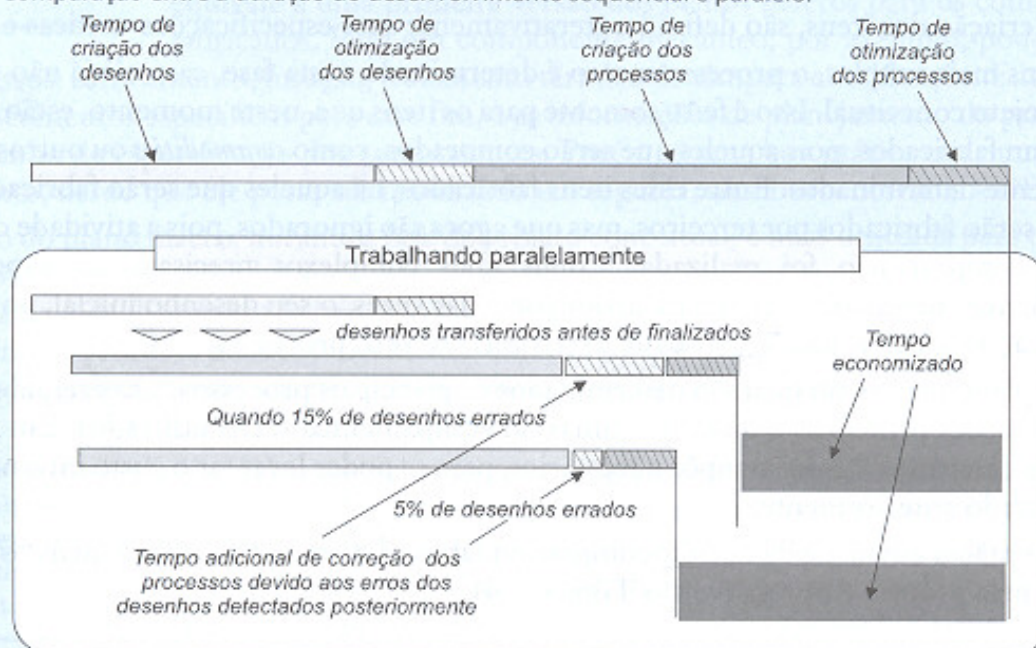 Tempo de
criação dos
desenhos
Tempo de
otimização
dos desenhos
Tempo de
criação dos
processos
Tempo de
otimização
dos processos
Trabalhando paralelamente
desenhos transferidos antes de finalizados
Tempo
economizado
Quando 15% de desenhos errados
5% de desenhos errados
Tempo adicional de correção dos
processos devido aos erros dos
desenhos detectados posteriormente